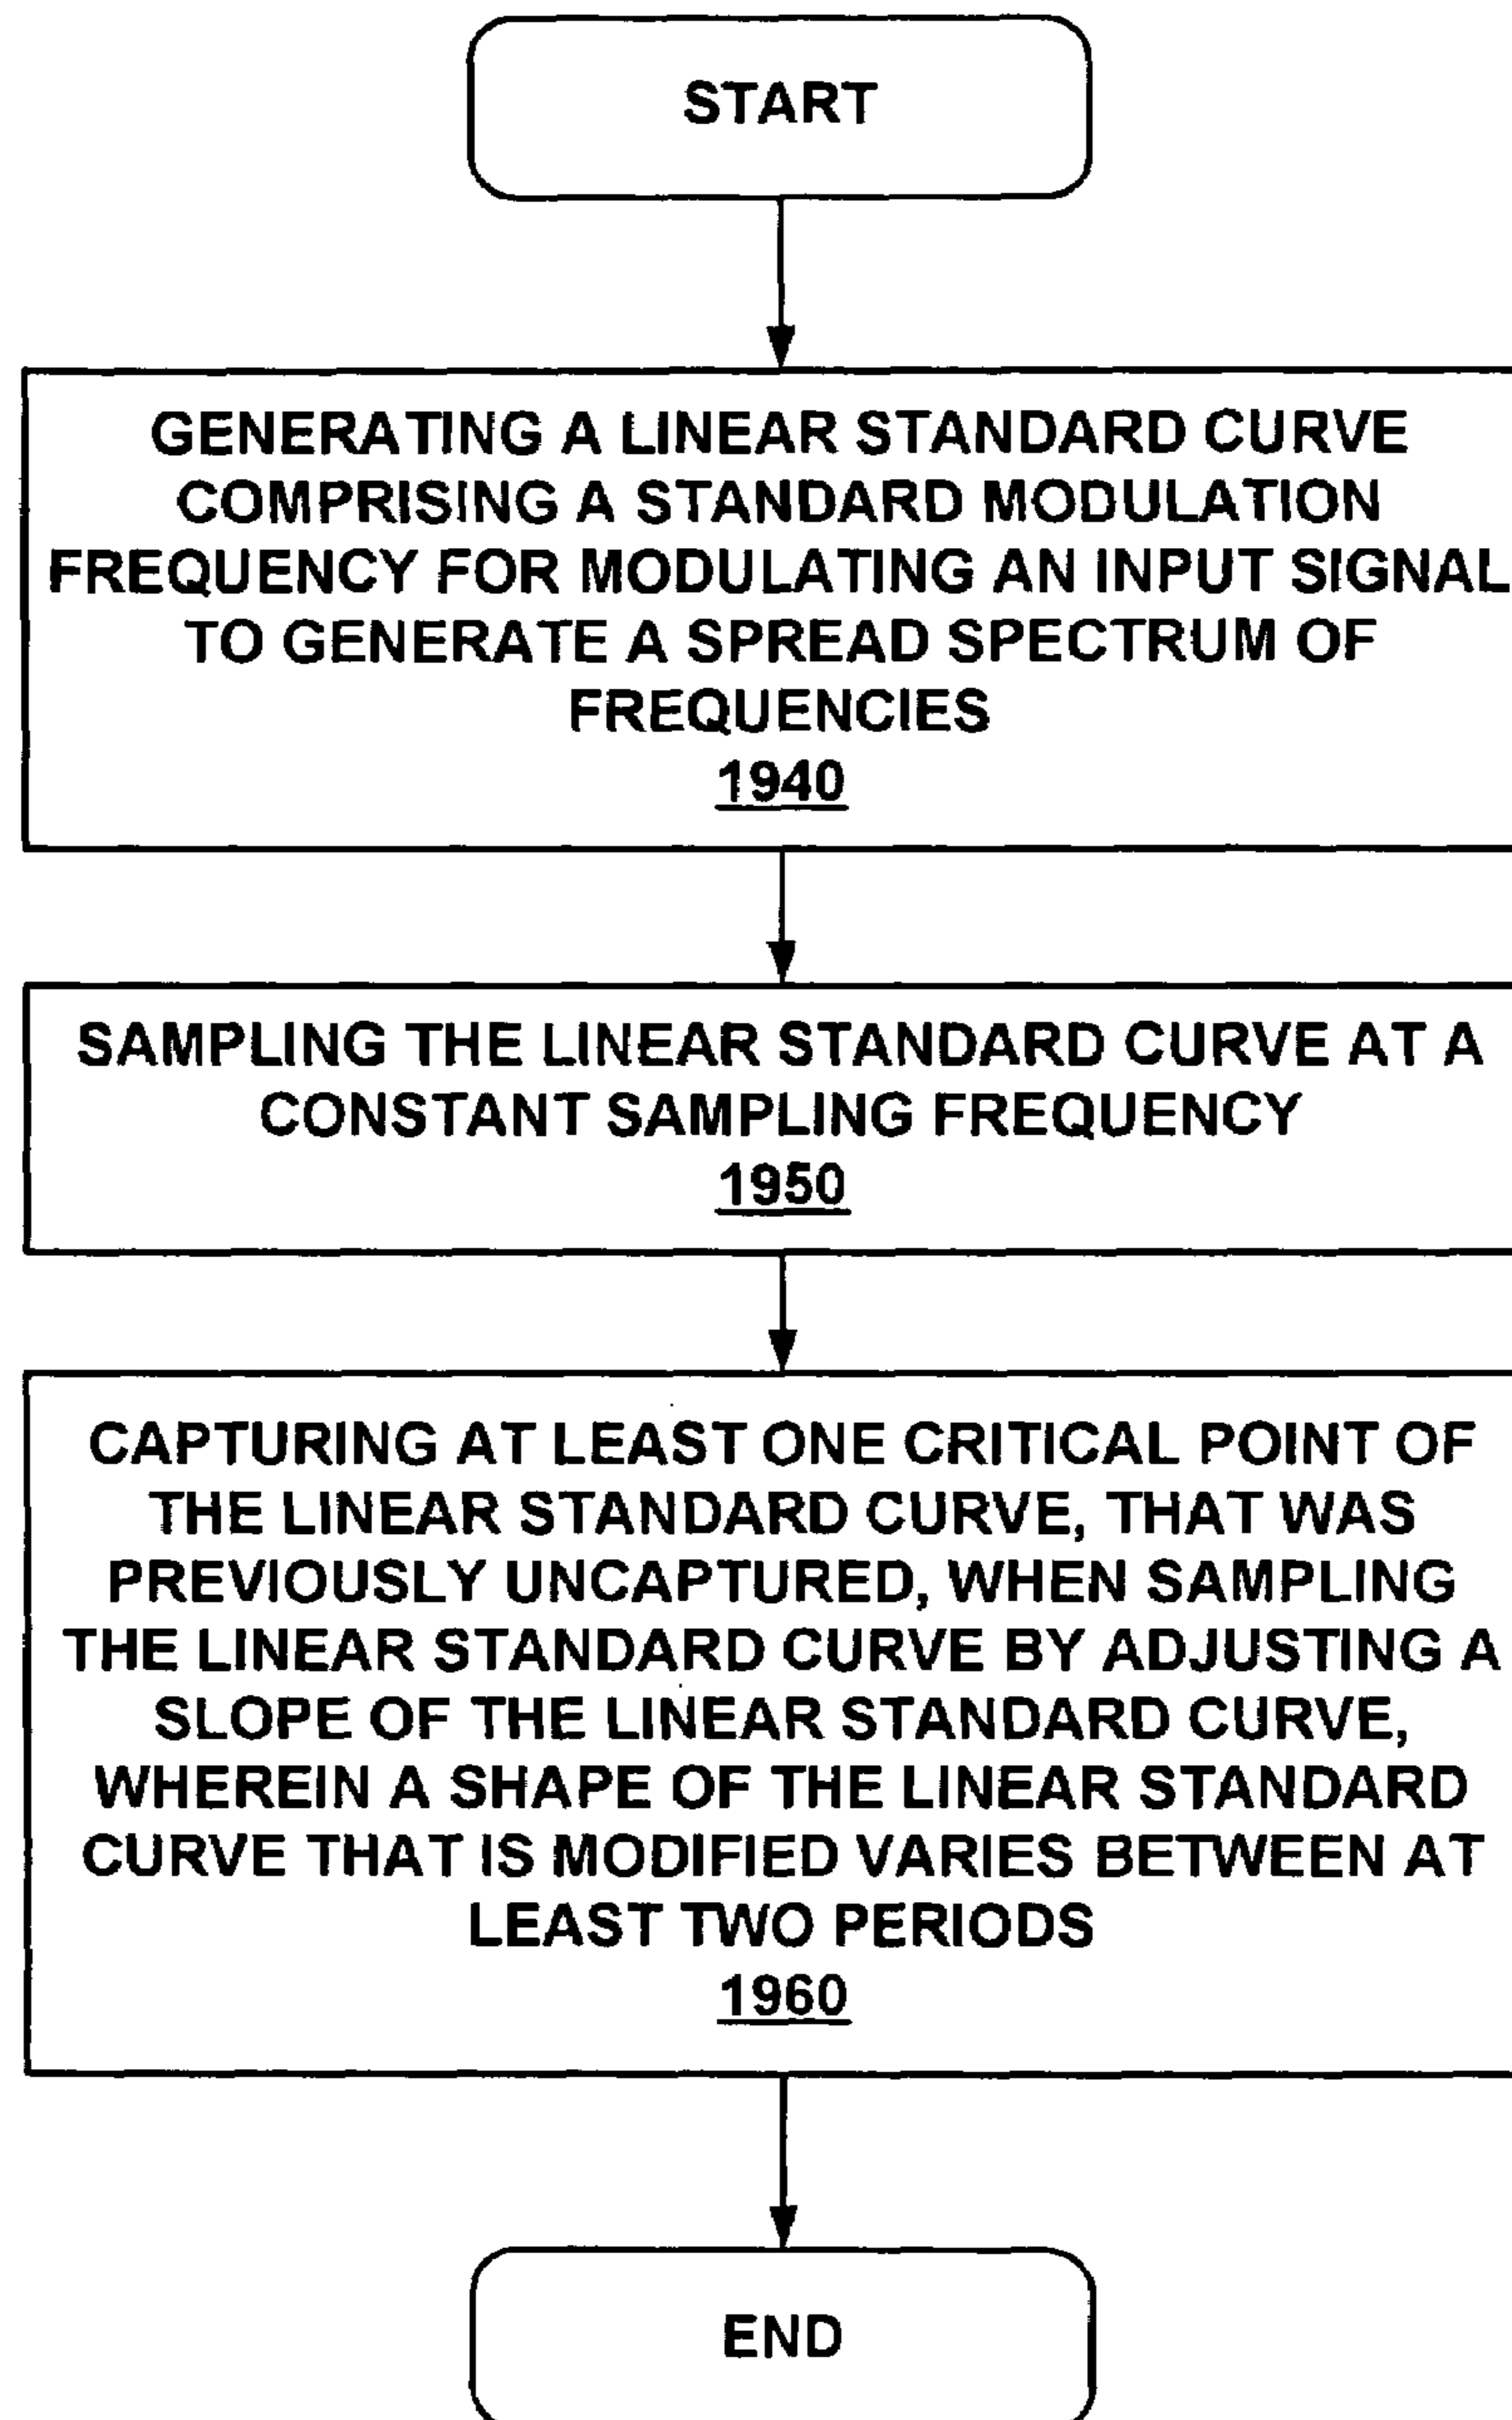 START
GENERATING A LINEAR STANDARD CURVE
COMPRISING A STANDARD MODULATION
FREQUENCY FOR MODULATING AN INPUT SIGNAL
TO GENERATE A SPREAD SPECTRUM OF
FREQUENCIES
1940
SAMPLING THE LINEAR STANDARD CURVE AT A
CONSTANT SAMPLING FREQUENCY
1950
CAPTURING AT LEAST ONE CRITICAL POINT OF
THE LINEAR STANDARD CURVE, THAT WAS
PREVIOUSLY UNCAPTURED, WHEN SAMPLING
THE LINEAR STANDARD CURVE BY ADJUSTING A
SLOPE OF THE LINEAR STANDARD CURVE,
WHEREIN A SHAPE OF THE LINEAR STANDARD
CURVE THAT IS MODIFIED VARIES BETWEEN AT
LEAST TWO PERIODS
1960
END